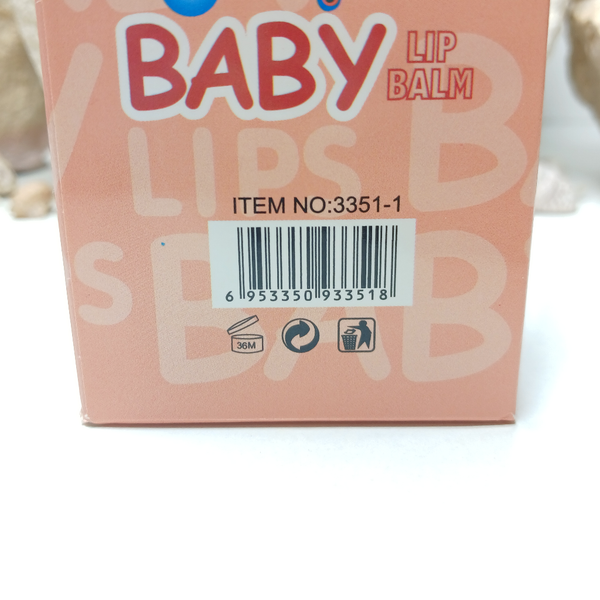 BABY LIP
BALM
LIPS
ITEM NO:3351-1
6 953350 933518
36M